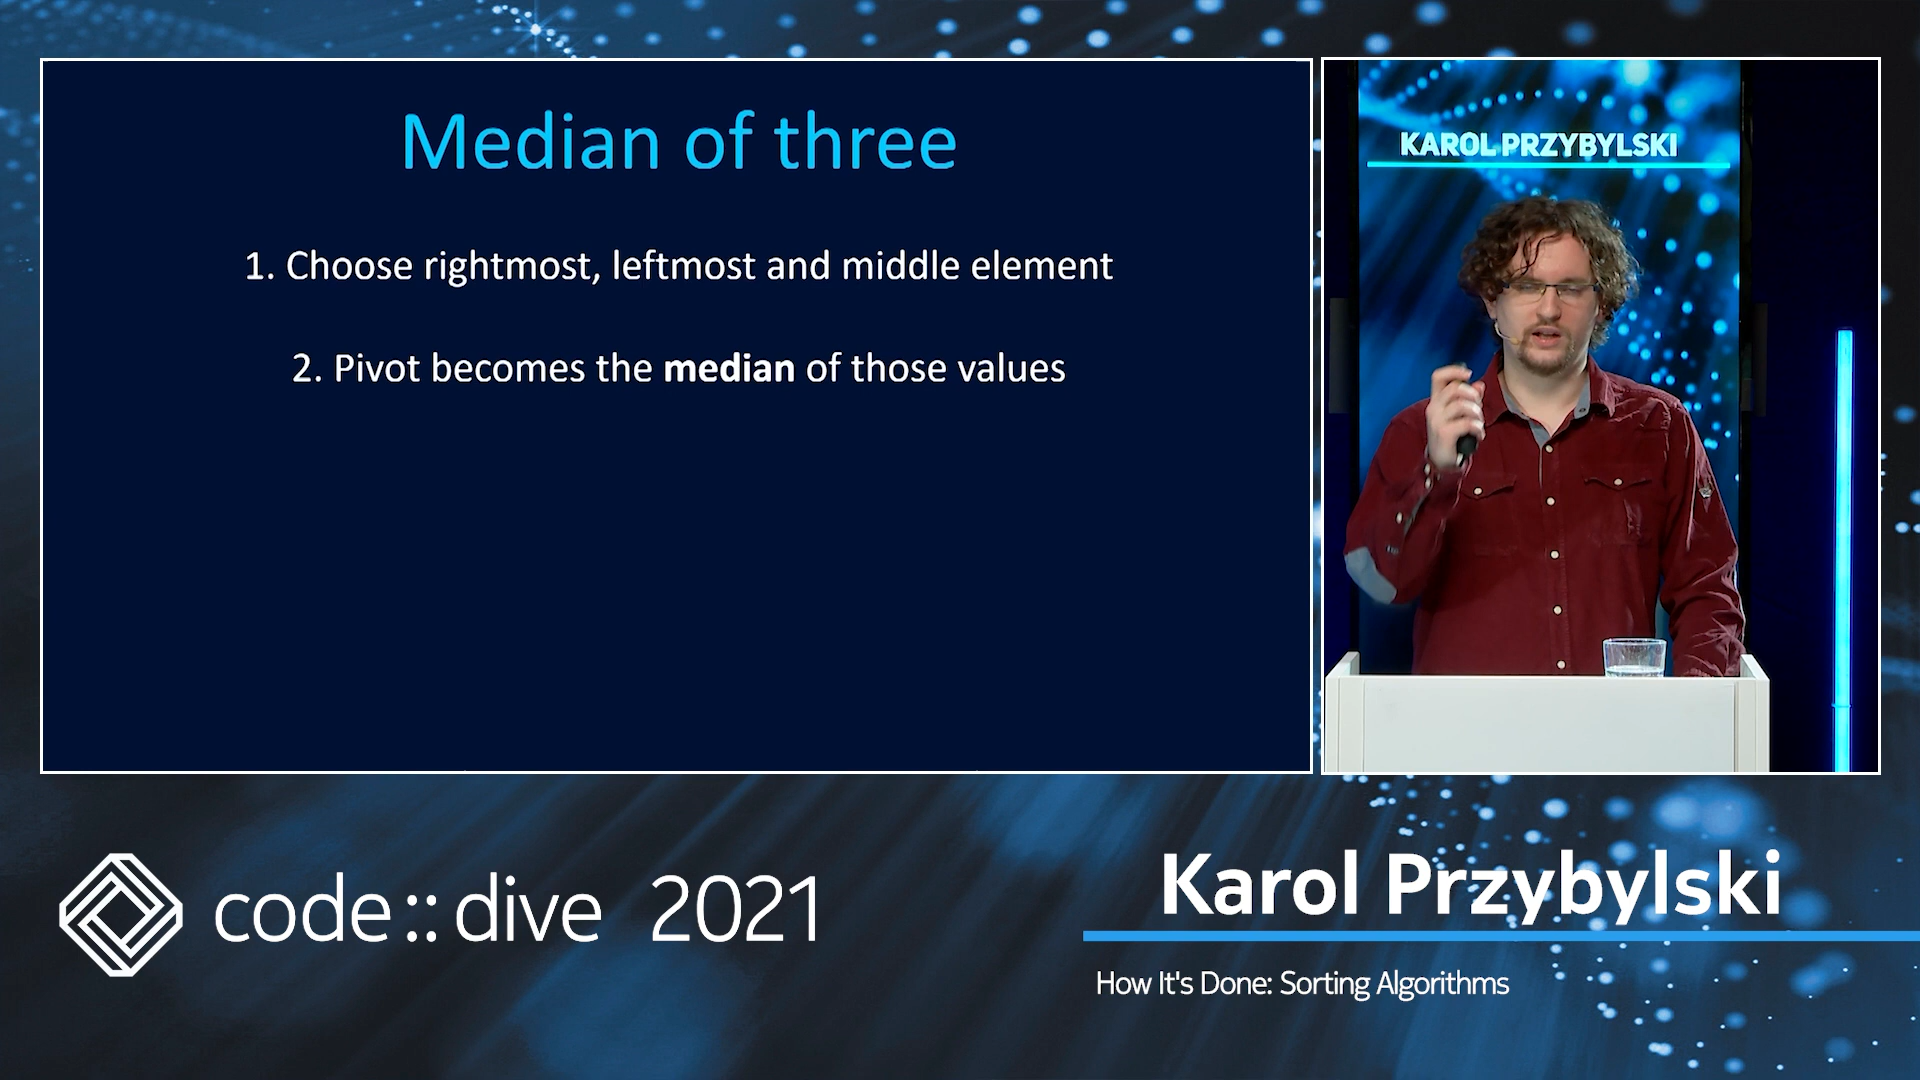 Median of three
1. Choose rightmost, leftmost and middle element
2. Pivot becomes the median of those values
KAROL PRZYBYLSKI
code::dive 2021
Karol Przybylski
How It's Done: Sorting Algorithms